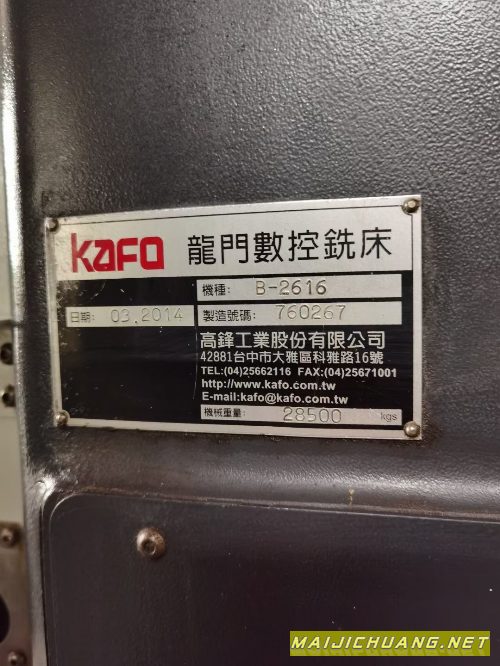 KAFO 龍門數控銑床
機種: B-2616
日期: 03.2014 製造號碼: 760267
高鋒工業股份有限公司
42881台中市大雅區科雅路16號
TEL:(04)25662116 FAX:(04)25671001
http://www.kafo.com.tw
E-mail:kafo@kafo.com.tw
機械重量: 28500 kgs
MAIJICHUANG.NET